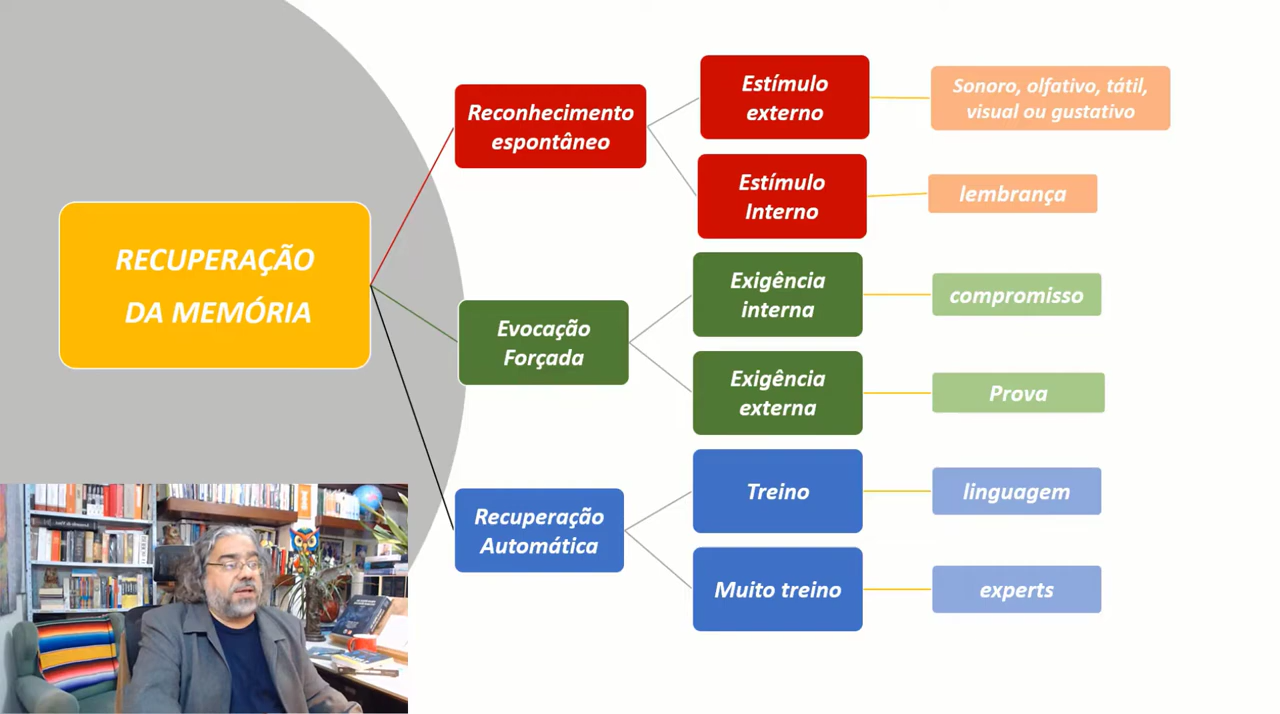 RECUPERAÇÃO
DA MEMÓRIA
Reconhecimento
espontâneo
Estímulo
externo
Sonoro, olfativo, tátil,
visual ou gustativo
Estímulo
Interno
lembrança
Evocação
Forçada
Exigência
interna
compromisso
Exigência
externa
Prova
Recuperação
Automática
Treino
linguagem
Muito treino
experts